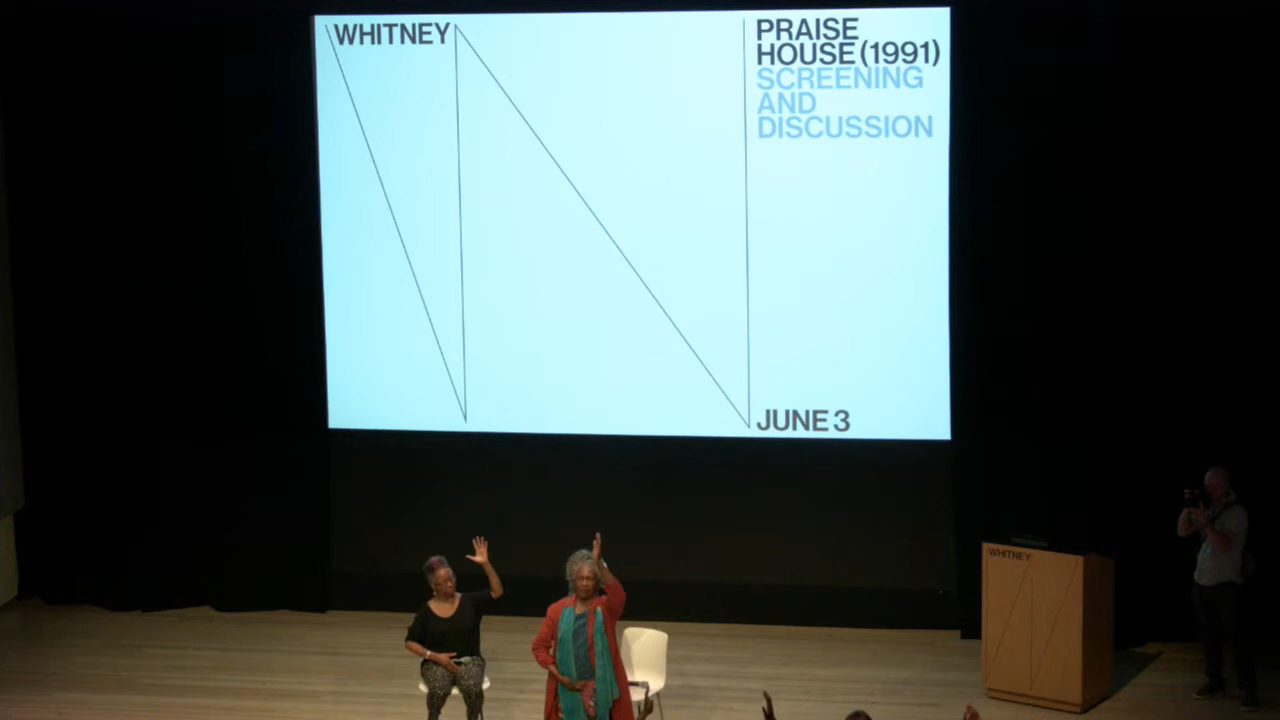 WHITNEY
PRAISE
HOUSE (1991)
SCREENING
AND
DISCUSSION
JUNE 3
WHITNEY